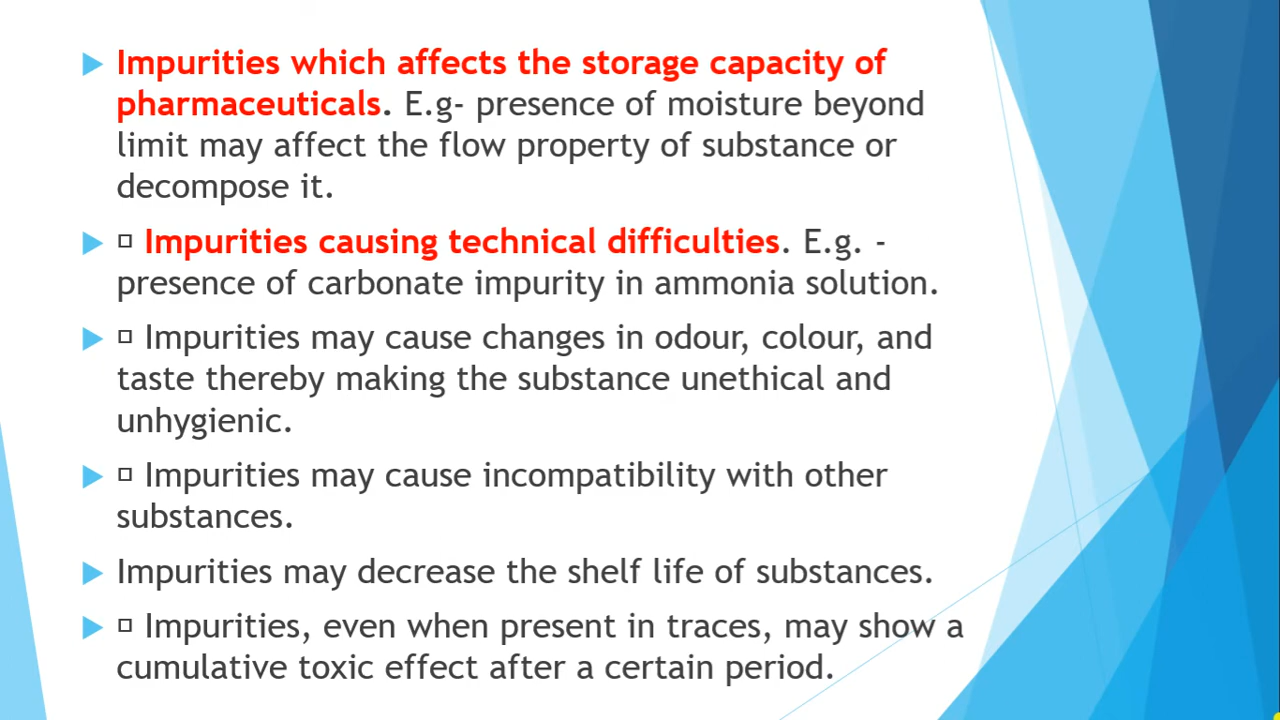 Impurities which affects the storage capacity of
pharmaceuticals. E.g- presence of moisture beyond
limit may affect the flow property of substance or
decompose it.
Impurities causing technical difficulties. E.g. -
presence of carbonate impurity in ammonia solution.
Impurities may cause changes in odour, colour, and
taste thereby making the substance unethical and
unhygienic.
Impurities may cause incompatibility with other
substances.
Impurities may decrease the shelf life of substances.
Impurities, even when present in traces, may show a
cumulative toxic effect after a certain period.